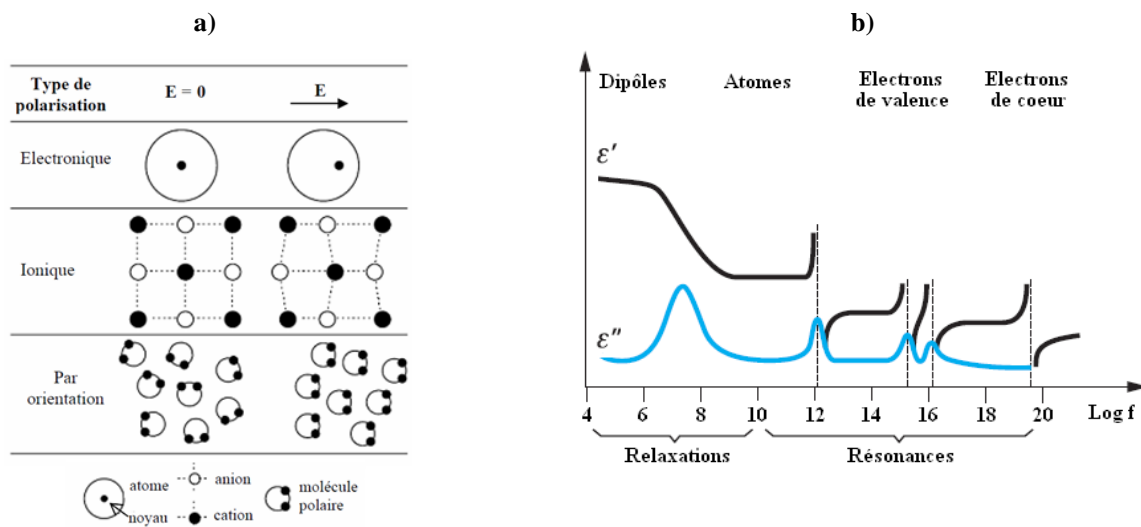 a)
Type de
polarisation
E = 0
E
Electronique
Ionique
Par
orientation
atome
noyau
anion
cation
molécule
polaire
b)
Dipôles
Atomes
Electrons
de valence
Electrons
de coeur
ε'
ε"
4 6 8 10 12 14 16 18 20 Log f
Relaxations
Résonances